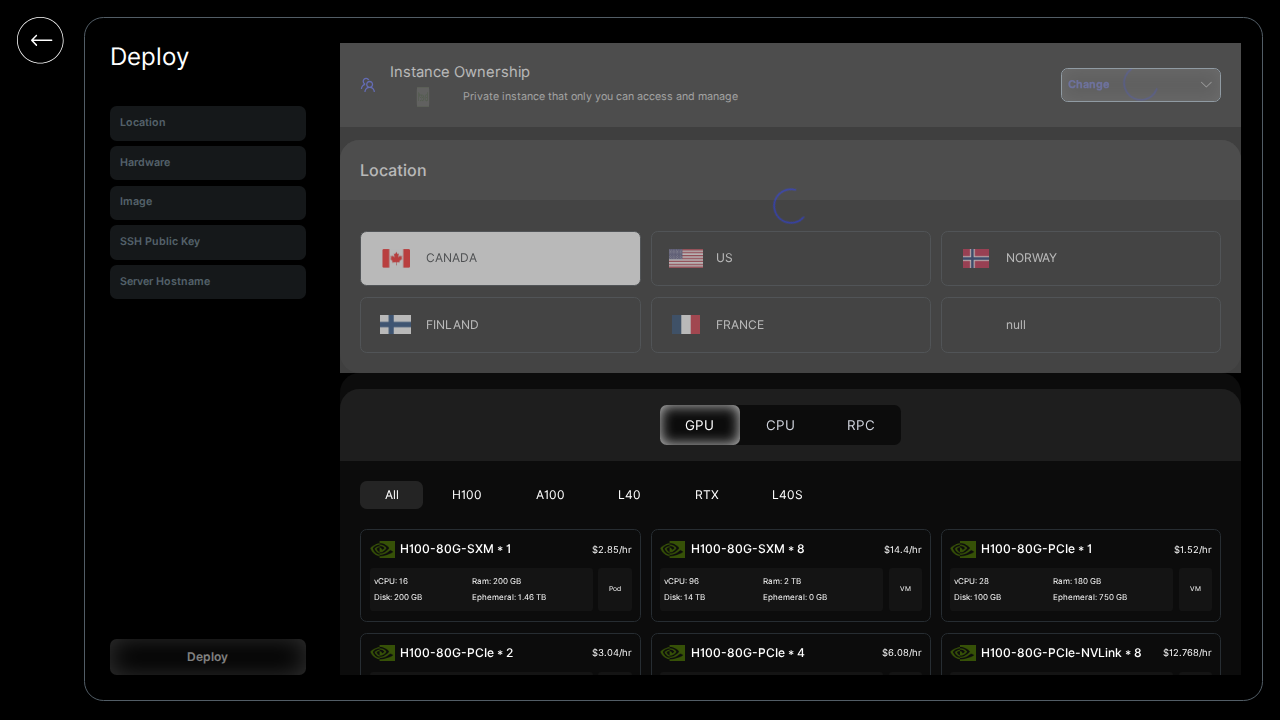 Deploy
Location
Hardware
Image
SSH Public Key
Server Hostname
Deploy
Instance Ownership
Private instance that only you can access and manage
Change
Location
CANADA
US
NORWAY
FINLAND
FRANCE
null
GPU
CPU
RPC
All
H100
A100
L40
RTX
L40S
H100-80G-SXM * 1
$2.85/hr
vCPU: 16
Ram: 200 GB
Disk: 200 GB
Ephemeral: 1.46 TB
Pod
H100-80G-SXM * 8
$14.4/hr
vCPU: 96
Ram: 2 TB
Disk: 14 TB
Ephemeral: 0 GB
VM
H100-80G-PCIe * 1
$1.52/hr
vCPU: 28
Ram: 180 GB
Disk: 100 GB
Ephemeral: 750 GB
VM
H100-80G-PCIe * 2
$3.04/hr
H100-80G-PCIe * 4
$6.08/hr
H100-80G-PCIe-NVLink * 8
$12.768/hr